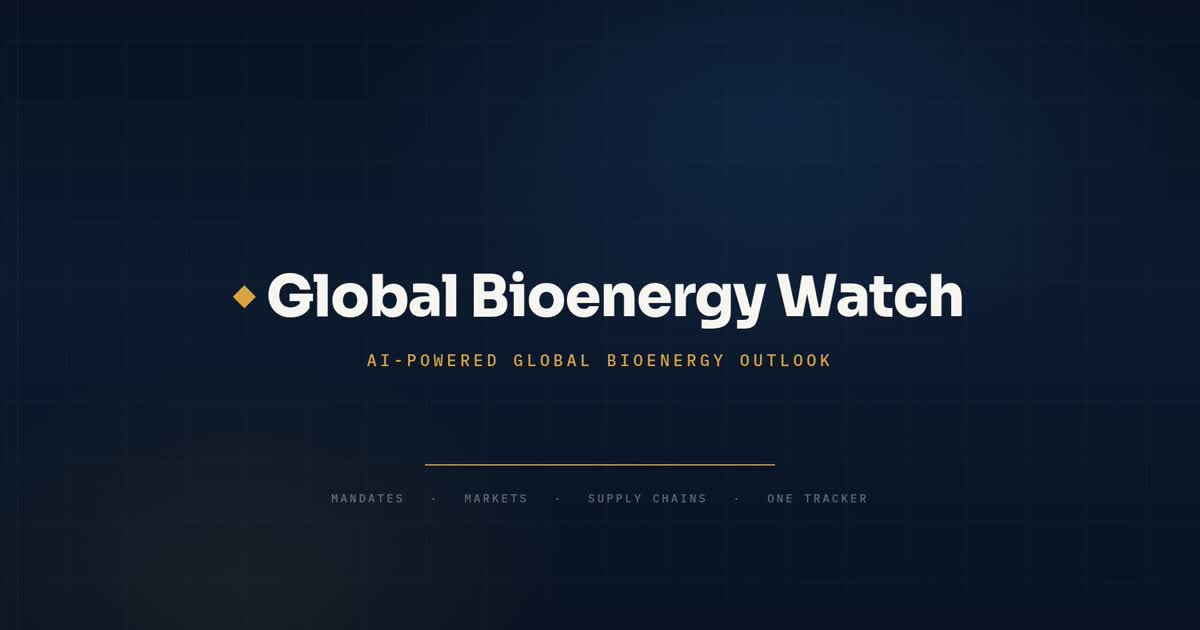 Global Bioenergy Watch
AI-POWERED GLOBAL BIOENERGY OUTLOOK
MANDATES · MARKETS · SUPPLY CHAINS · ONE TRACKER